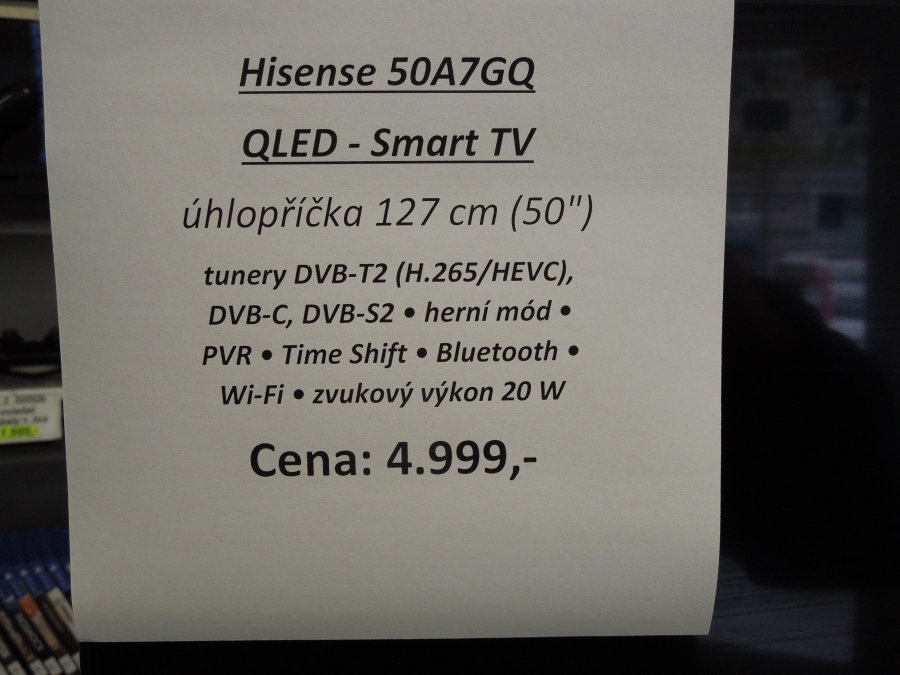 Hisense 50A7GQ
QLED - Smart TV
úhlopříčka 127 cm (50")
tunery DVB-T2 (H.265/HEVC),
DVB-C, DVB-S2 • herní mód •
PVR • Time Shift • Bluetooth •
Wi-Fi • zvukový výkon 20 W
Cena: 4.999,-